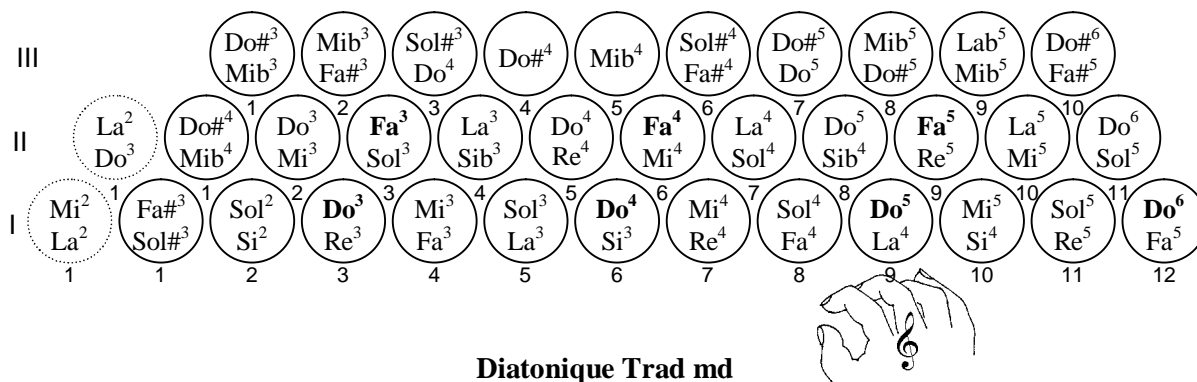 III
Do#³ Mib³ Sol#³ Do#⁴ Mib⁴ Sol#⁴ Do#⁵ Mib⁵ Lab⁵ Do#⁶
Mib³ Fa#³ Do⁴ Fa#⁴ Do⁵ Do#⁵ Mib⁵ Fa#⁵
1 2 3 4 5 6 7 8 9 10
II
La² Do#⁴ Do³ Fa³ La³ Do⁴ Fa⁴ La⁴ Do⁵ Fa⁵ La⁵ Do⁶
Do³ Mib⁴ Mi³ Sol³ Sib³ Re⁴ Mi⁴ Sol⁴ Sib⁴ Re⁵ Mi⁵ Sol⁵
1 1 2 3 4 5 6 7 8 9 10 11
I
Mi² Fa#³ Sol² Do³ Mi³ Sol³ Do⁴ Mi⁴ Sol⁴ Do⁵ Mi⁵ Sol⁵ Do⁶
La² Sol#³ Si² Re³ Fa³ La³ Si³ Re⁴ Fa⁴ La⁴ Si⁴ Re⁵ Fa⁵
1 1 2 3 4 5 6 7 8 9 10 11 12
Diatonique Trad md